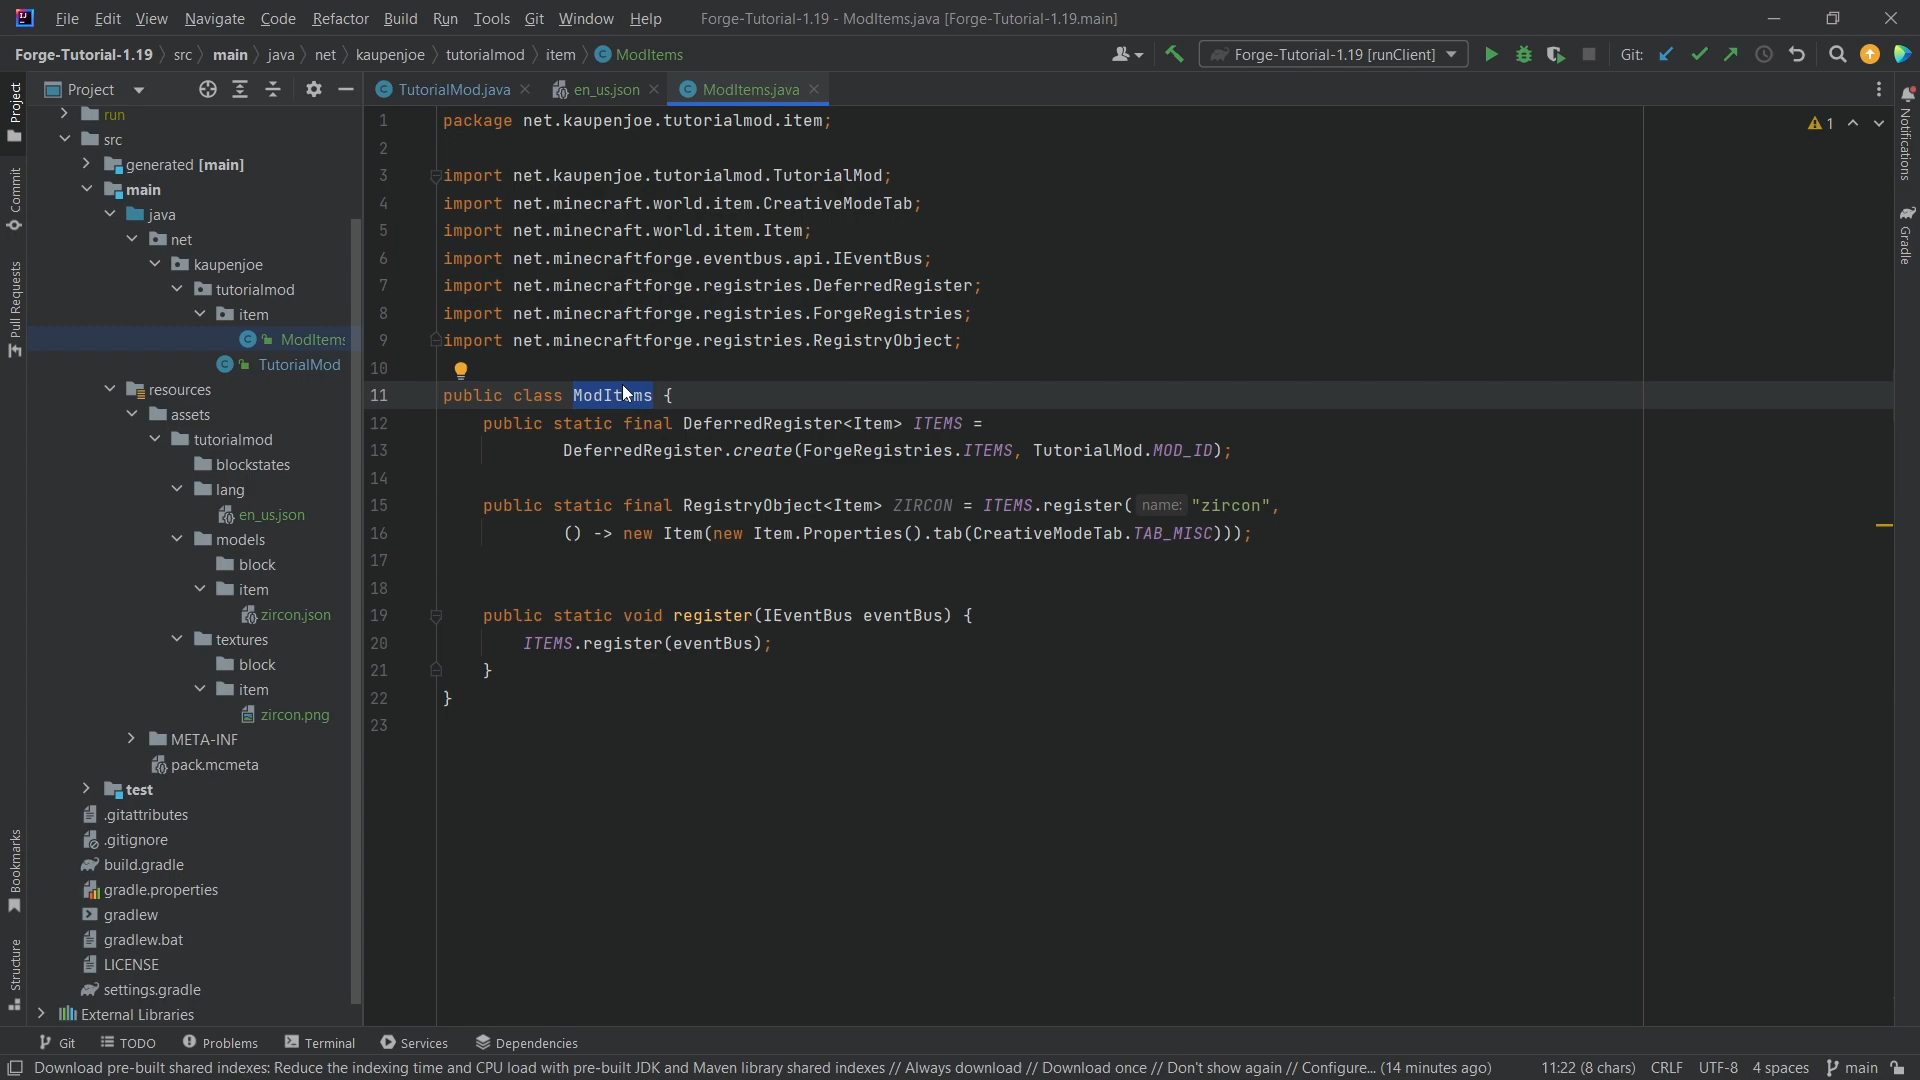 File Edit View Navigate Code Refactor Build Run Tools Git Window Help Forge-Tutorial-1.19 - ModItems.java [Forge-Tutorial-1.19.main]
Forge-Tutorial-1.19 src main java net kaupenjoe tutorialmod item ModItems Forge-Tutorial-1.19 [runClient] Git:
Project TutorialMod.java en_us.json ModItems.java
Project
Commit
Pull Requests
Bookmarks
Structure
run
src
generated [main]
main
java
net
kaupenjoe
tutorialmod
item
ModItems
TutorialMod
resources
assets
tutorialmod
blockstates
lang
en_us.json
models
block
item
zircon.json
textures
block
item
zircon.png
META-INF
pack.mcmeta
test
.gitattributes
.gitignore
build.gradle
gradle.properties
gradlew
gradlew.bat
LICENSE
settings.gradle
External Libraries
1 package net.kaupenjoe.tutorialmod.item;
2
3 import net.kaupenjoe.tutorialmod.TutorialMod;
4 import net.minecraft.world.item.CreativeModeTab;
5 import net.minecraft.world.item.Item;
6 import net.minecraftforge.eventbus.api.IEventBus;
7 import net.minecraftforge.registries.DeferredRegister;
8 import net.minecraftforge.registries.ForgeRegistries;
9 import net.minecraftforge.registries.RegistryObject;
10
11 public class ModItems {
12 public static final DeferredRegister<Item> ITEMS =
13 DeferredRegister.create(ForgeRegistries.ITEMS, TutorialMod.MOD_ID);
14
15 public static final RegistryObject<Item> ZIRCON = ITEMS.register( name: "zircon",
16 () -> new Item(new Item.Properties().tab(CreativeModeTab.TAB_MISC)));
17
18
19 public static void register(IEventBus eventBus) {
20 ITEMS.register(eventBus);
21 }
22 }
23
1
Notifications
Gradle
Git TODO Problems Terminal Services Dependencies
Download pre-built shared indexes: Reduce the indexing time and CPU load with pre-built JDK and Maven library shared indexes // Always download // Download once // Don't show again // Configure... (14 minutes ago) 11:22 (8 chars) CRLF UTF-8 4 spaces main